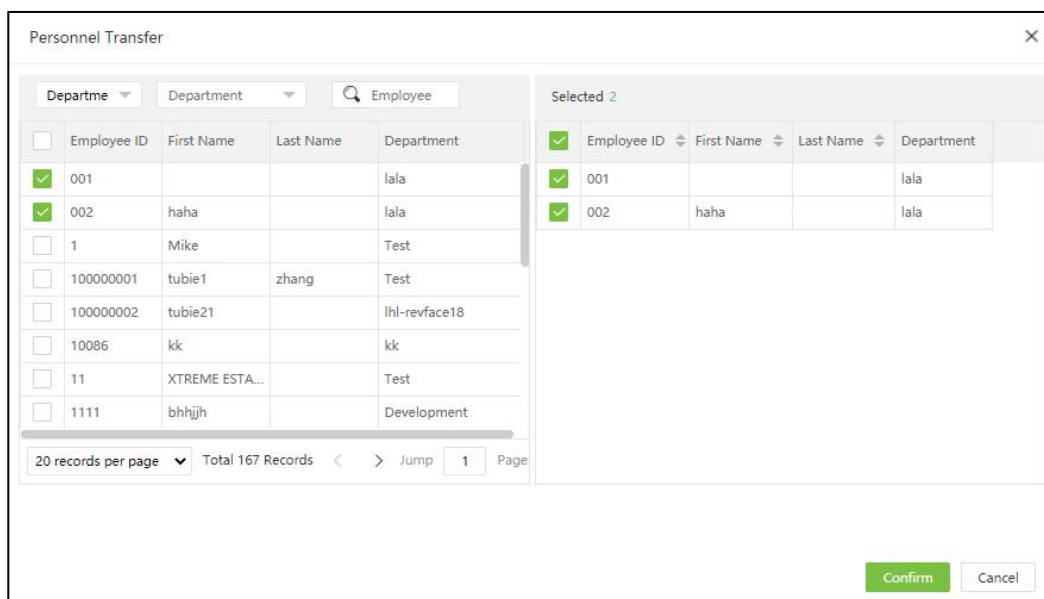 Personnel Transfer
Departme Department Employee
Employee ID First Name Last Name Department
001 lala
002 haha lala
1 Mike Test
100000001 tubie1 zhang Test
100000002 tubie21 lhl-revface18
10086 kk kk
11 XTREME ESTA... Test
1111 bhhjjh Development
20 records per page Total 167 Records < > Jump 1 Page
Selected 2
Employee ID First Name Last Name Department
001 lala
002 haha lala
Confirm Cancel